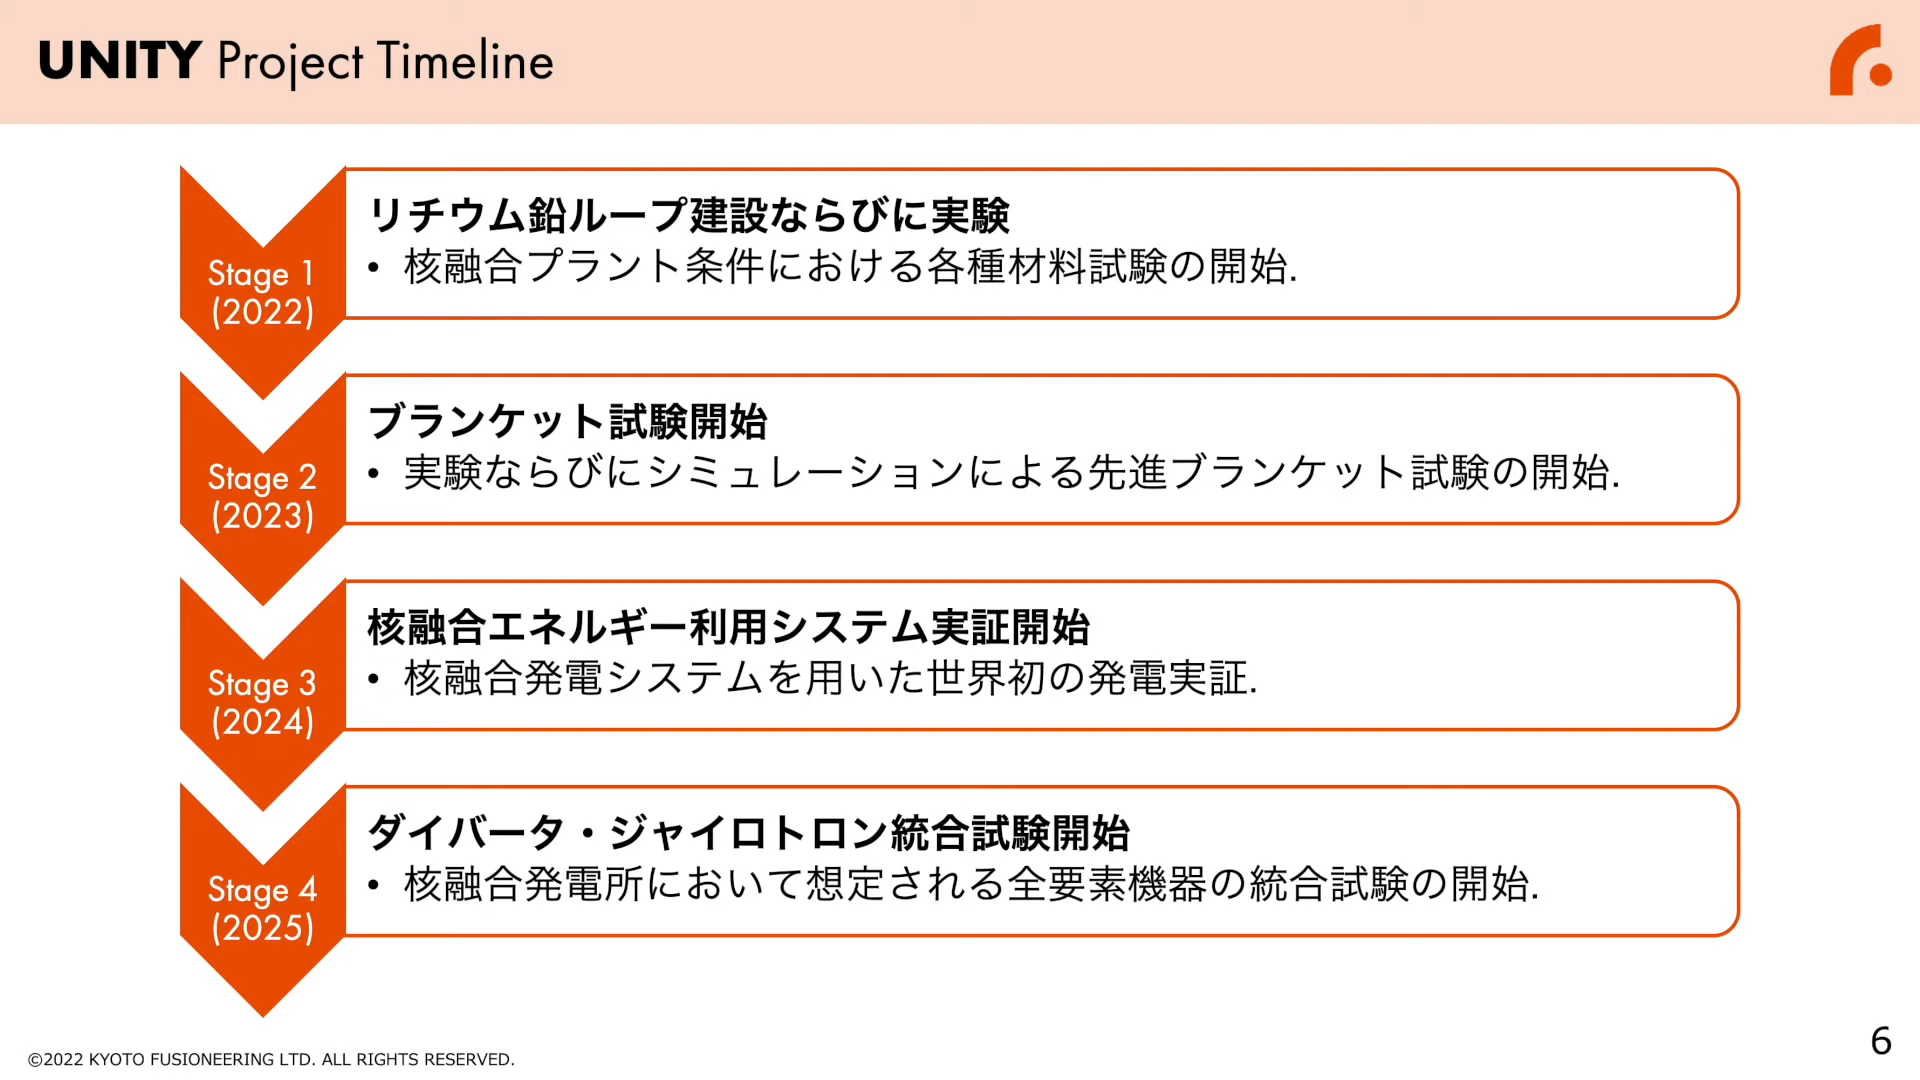 UNITY Project Timeline
Stage 1
(2022)
リチウム鉛ループ建設ならびに実験
• 核融合プラント条件における各種材料試験の開始.
Stage 2
(2023)
ブランケット試験開始
• 実験ならびにシミュレーションによる先進ブランケット試験の開始.
Stage 3
(2024)
核融合エネルギー利用システム実証開始
• 核融合発電システムを用いた世界初の発電実証.
Stage 4
(2025)
ダイバータ・ジャイロトロン統合試験開始
• 核融合発電所において想定される全要素機器の統合試験の開始.
©2022 KYOTO FUSIONEERING LTD. ALL RIGHTS RESERVED.
6